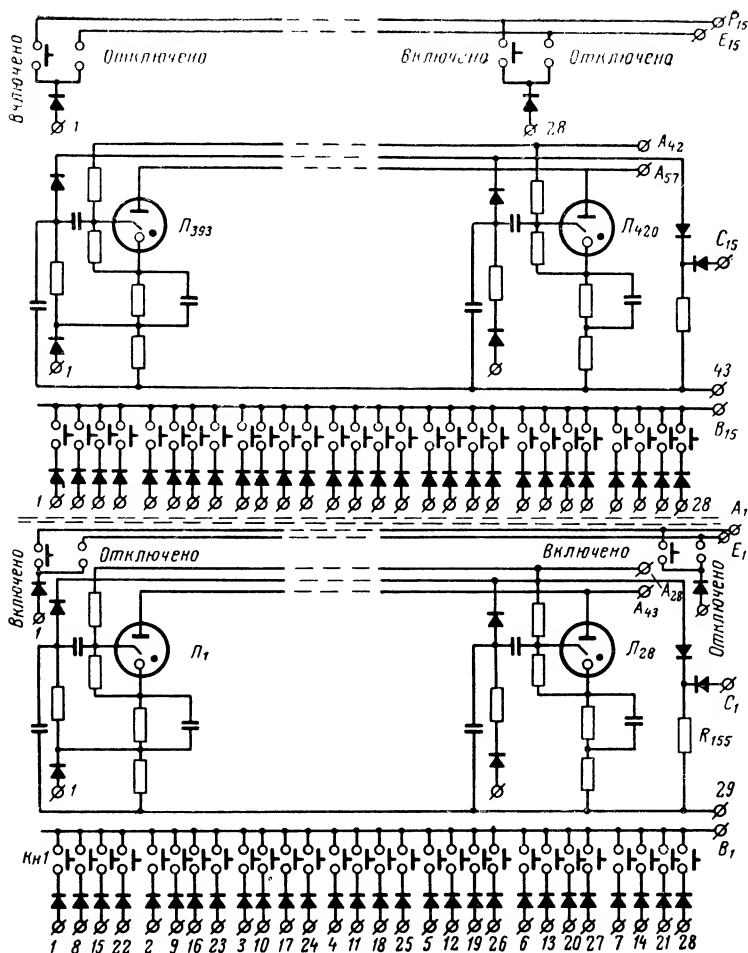 P15
E15
Включено
Отключено
Включено
Отключено
1
28
A42
A57
П393
П420
C15
1
43
B15
1
28
A1
E1
Включено
Отключено
Включено
Отключено
A28
A43
1
Л1
Л28
C1
R155
1
29
B1
Кн1
1 8 15 22 2 9 16 23 3 10 17 24 4 11 18 25 5 12 19 26 6 13 20 27 7 14 21 28